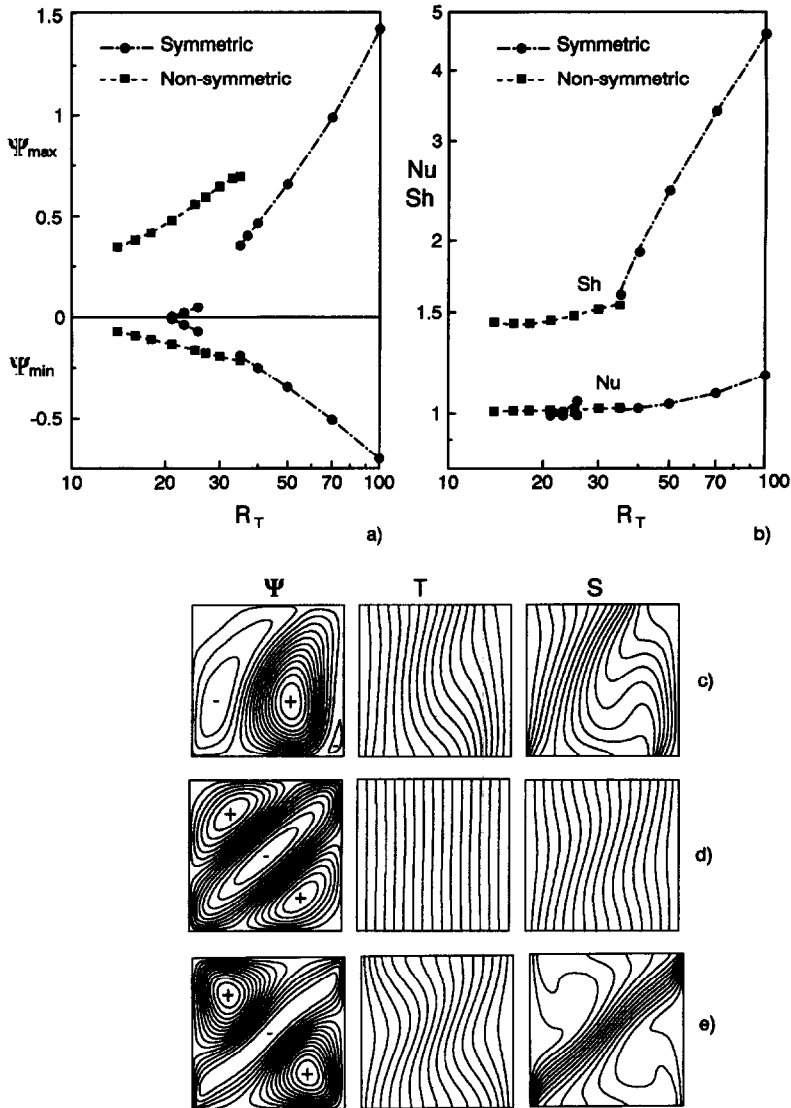 1.5
1
Ψmax
0.5
0
Ψmin
-0.5
10
20
30
50
70
100
R_T
a)
Symmetric
Non-symmetric
5
4
3
Nu
Sh
2
1.5
1
10
20
30
50
70
100
R_T
b)
Symmetric
Non-symmetric
Sh
Nu
Ψ T S
- + -
c)
+ - +
d)
+ - +
e)